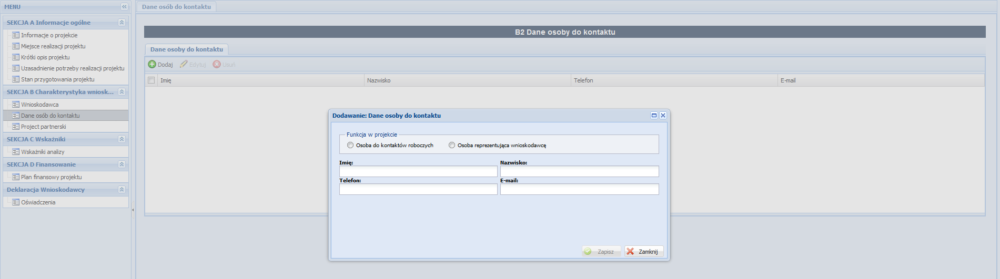 MENU
SEKCJA A Informacje ogólne
Informacje o projekcie
Miejsce realizacji projektu
Krótki opis projektu
Uzasadnienie potrzeby realizacji projektu
Stan przygotowania projektu
SEKCJA B Charakterystyka wniosk...
Wnioskodawca
Dane osób do kontaktu
Project partnerski
SEKCJA C Wskaźniki
Wskaźniki analizy
SEKCJA D Finansowanie
Plan finansowy projektu
Deklaracja Wnioskodawcy
Oświadczenia
Dane osób do kontaktu
B2 Dane osoby do kontaktu
Dane osoby do kontaktu
Dodaj Edytuj Usuń
Imię Nazwisko Telefon E-mail
Dodawanie: Dane osoby do kontaktu
Funkcja w projekcie
Osoba do kontaktów roboczych Osoba reprezentująca wnioskodawcę
Imię: Nazwisko:
Telefon: E-mail:
Zapisz Zamknij